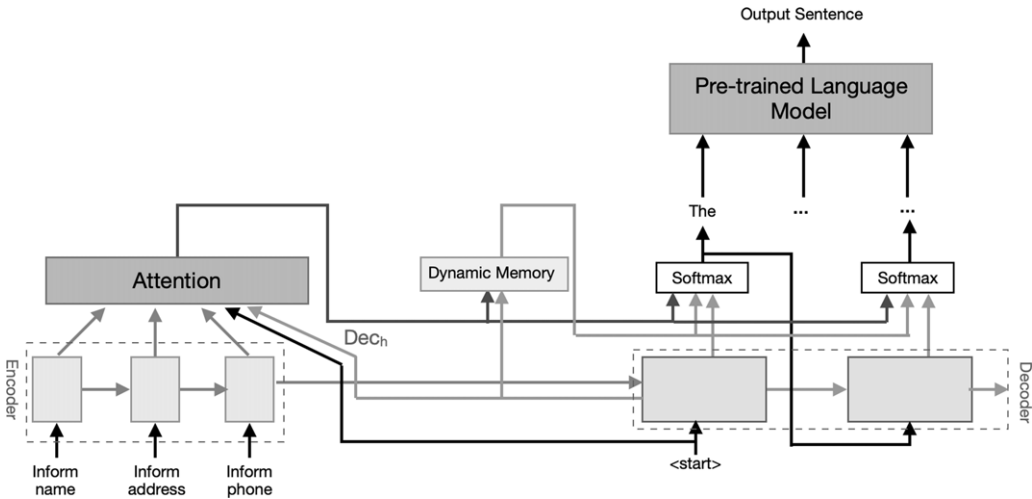 Output Sentence
Pre-trained Language
Model
The
...
...
Attention
Dynamic Memory
Softmax
Softmax
Dech
Encoder
Decoder
Inform
name
Inform
address
Inform
phone
<start>